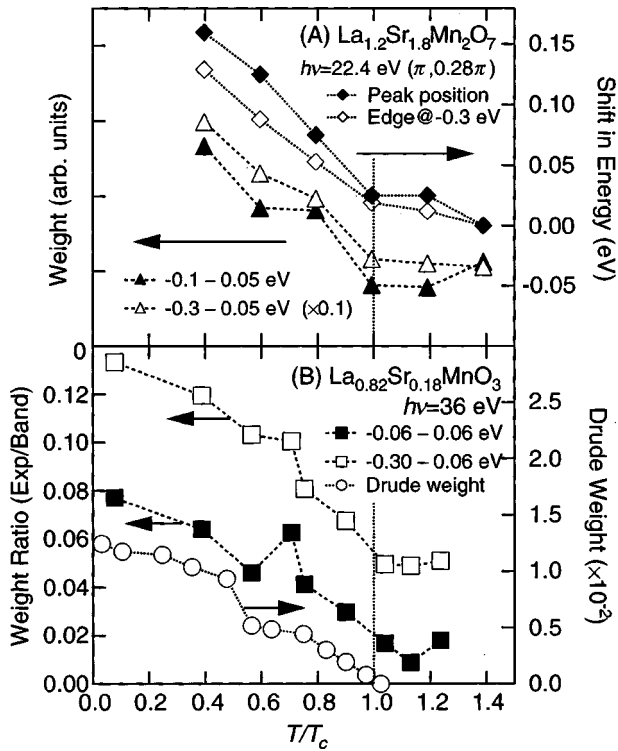 (A) La1.2Sr1.8Mn2O7
hν=22.4 eV (π,0.28π)
Peak position
Edge@-0.3 eV
-0.1 – 0.05 eV
-0.3 – 0.05 eV (×0.1)
Weight (arb. units)
0
0.15
0.10
0.05
0.00
-0.05
Shift in Energy (eV)
(B) La0.82Sr0.18MnO3
hν=36 eV
-0.06 – 0.06 eV
-0.30 – 0.06 eV
Drude weight
Weight Ratio (Exp/Band)
0.12
0.10
0.08
0.06
0.04
0.02
0.00
2.5
2.0
1.5
1.0
0.5
0.0
Drude Weight (×10-2)
0.0 0.2 0.4 0.6 0.8 1.0 1.2 1.4
T/Tc